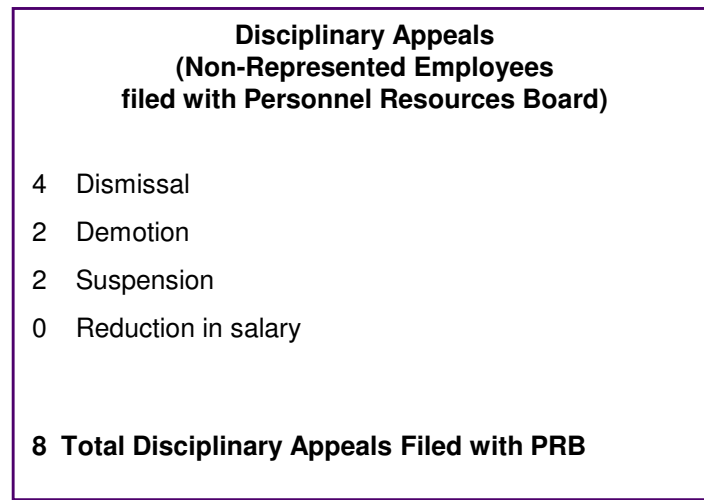 Disciplinary Appeals
(Non-Represented Employees
filed with Personnel Resources Board)
4 Dismissal
2 Demotion
2 Suspension
0 Reduction in salary
8 Total Disciplinary Appeals Filed with PRB